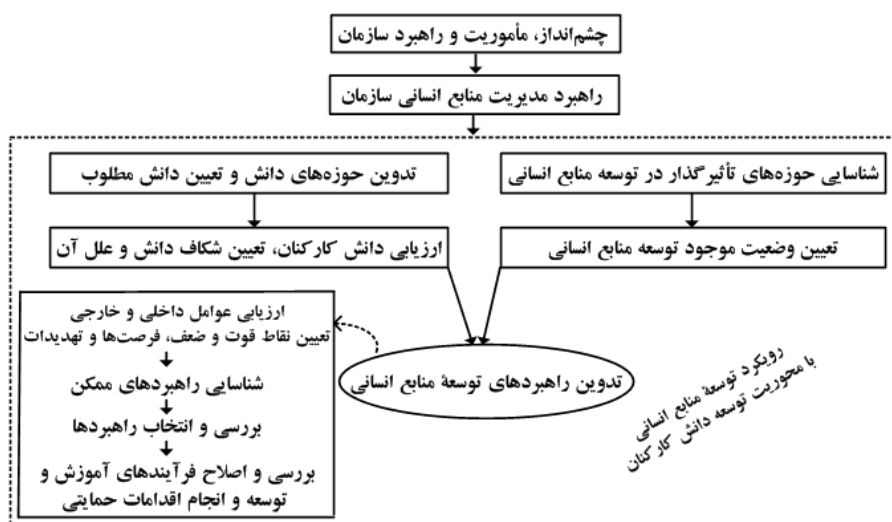 چشم‌انداز، مأموریت و راهبرد سازمان
راهبرد مدیریت منابع انسانی سازمان
شناسایی حوزه‌های تأثیرگذار در توسعه منابع انسانی
تعیین وضعیت موجود توسعه منابع انسانی
تدوین حوزه‌های دانش و تعیین دانش مطلوب
ارزیابی دانش کارکنان، تعیین شکاف دانش و علل آن
تدوین راهبردهای توسعۀ منابع انسانی
ارزیابی عوامل داخلی و خارجی
تعیین نقاط قوت و ضعف، فرصت‌ها و تهدیدات
شناسایی راهبردهای ممکن
بررسی و انتخاب راهبردها
بررسی و اصلاح فرآیندهای آموزش و
توسعه و انجام اقدامات حمایتی
رویکرد توسعۀ منابع انسانی
با محوریت توسعه دانش کارکنان